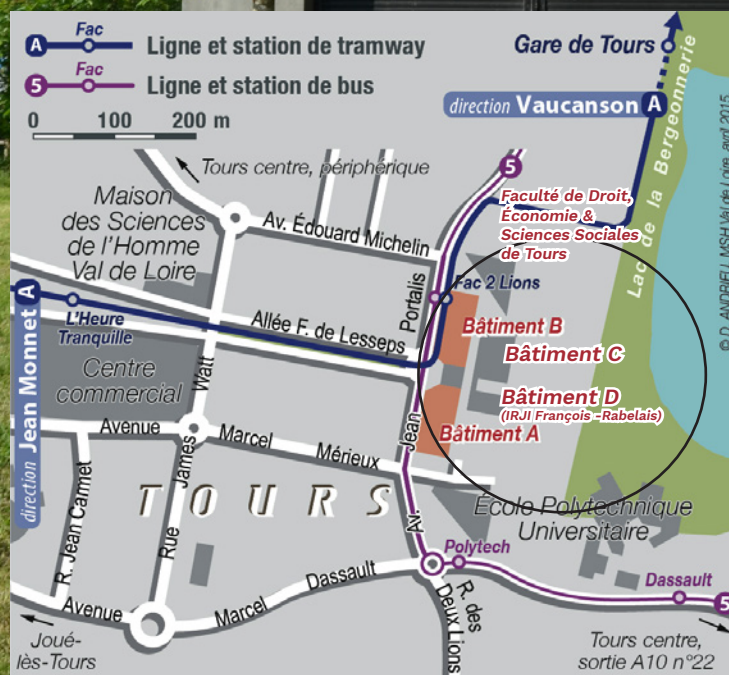 A Fac Ligne et station de tramway
5 Fac Ligne et station de bus
0 100 200 m
Gare de Tours
direction Vaucanson A
5
Tours centre, périphérique
Maison
des Sciences
de l'Homme
Val de Loire
Av. Édouard Michelin
Faculté de Droit,
Économie &
Sciences Sociales
de Tours
Lac de la Bergeonnerie
© D. ANDRIEU, MSH Val de Loire, avril 2015
A
L'Heure
Tranquille
direction Jean Monnet
Allée F. de Lesseps
Fac 2 Lions
Av. Jean Portalis
Bâtiment B
Bâtiment C
Bâtiment D
(IRJI François -Rabelais)
Bâtiment A
Centre
commercial
Rue James Watt
Avenue Marcel Mérieux
R. Jean Carmet
TOURS
École Polytechnique
Universitaire
Polytech
Dassault
5
Avenue Marcel Dassault
R. des
Deux Lions
Joué-
lès-Tours
Tours centre,
sortie A10 n°22